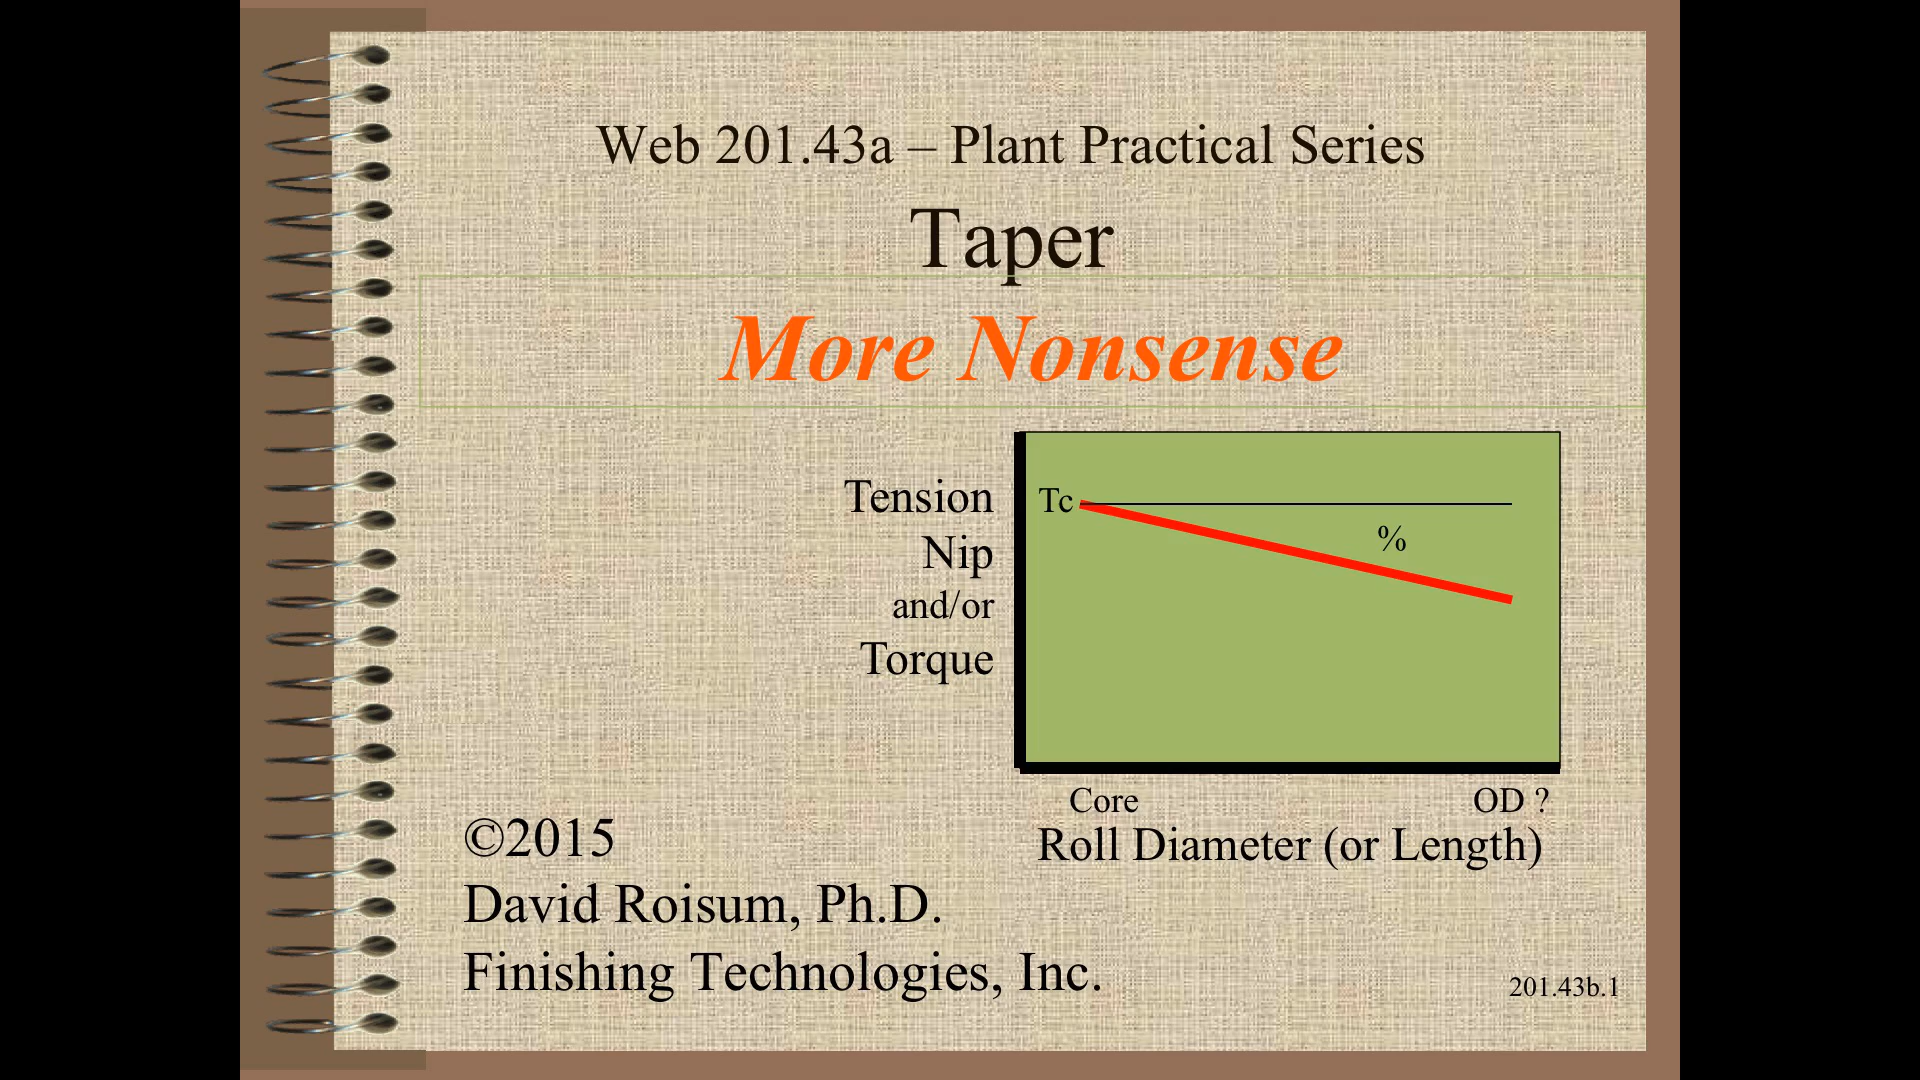 Web 201.43a – Plant Practical Series
Taper
More Nonsense
Tension
Nip
and/or
Torque
Tc
%
Core OD ?
Roll Diameter (or Length)
©2015
David Roisum, Ph.D.
Finishing Technologies, Inc.
201.43b.1